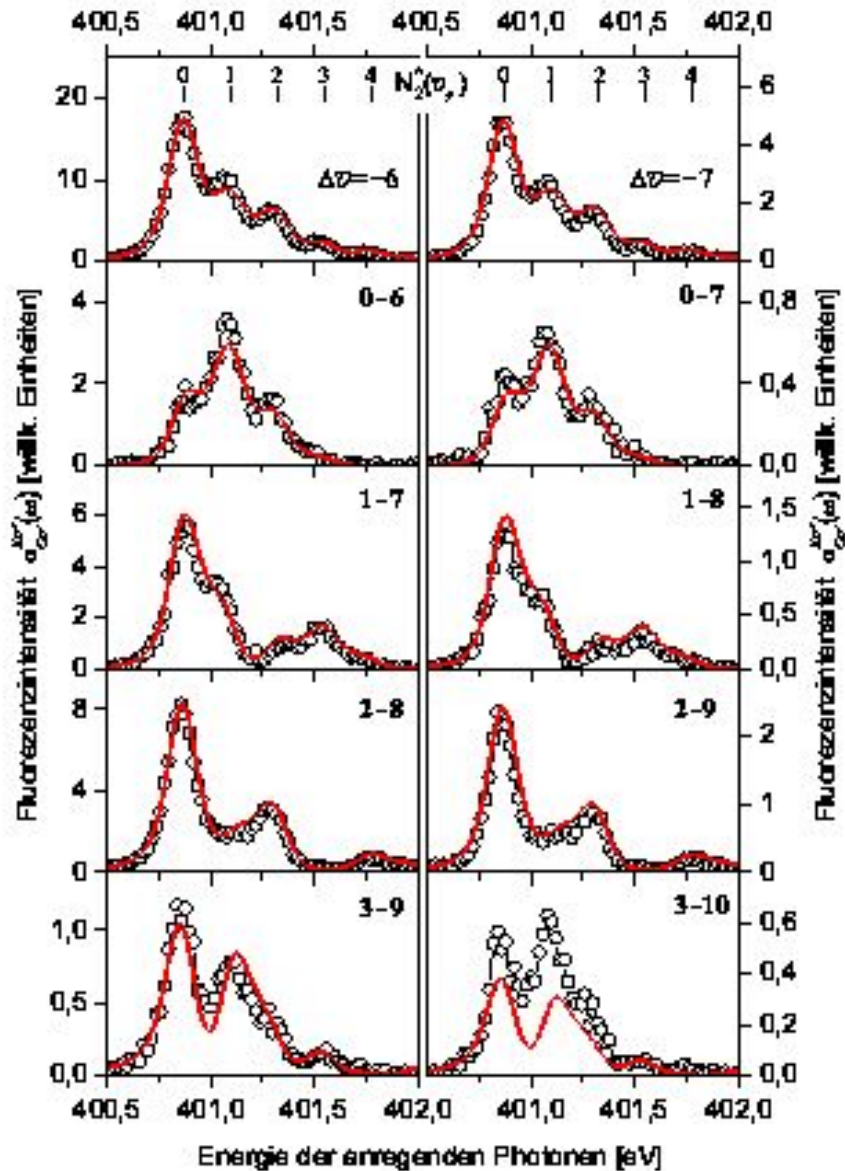 400,5 401,0 401,5 400,5 401,0 401,5 402,0
0 1 2 3 4 N₂*(vᵣ) 0 1 2 3 4
20 10 0
Δv=-6
Δv=-7
6 4 2 0
4 2 0
0-6
0-7
0,8 0,4 0,0
6 4 2 0
1-7
1-8
1,5 1,0 0,5 0,0
8 4 0
2-8
2-9
2 1 0
1,0 0,5 0,0
3-9
3-10
0,6 0,4 0,2 0,0
400,5 401,0 401,5 402,0 401,0 401,5 402,0
Fluorezenzintensität [willk. Einheiten]
Fluorezenzintensität [willk. Einheiten]
Energie der anregenden Photonen [eV]